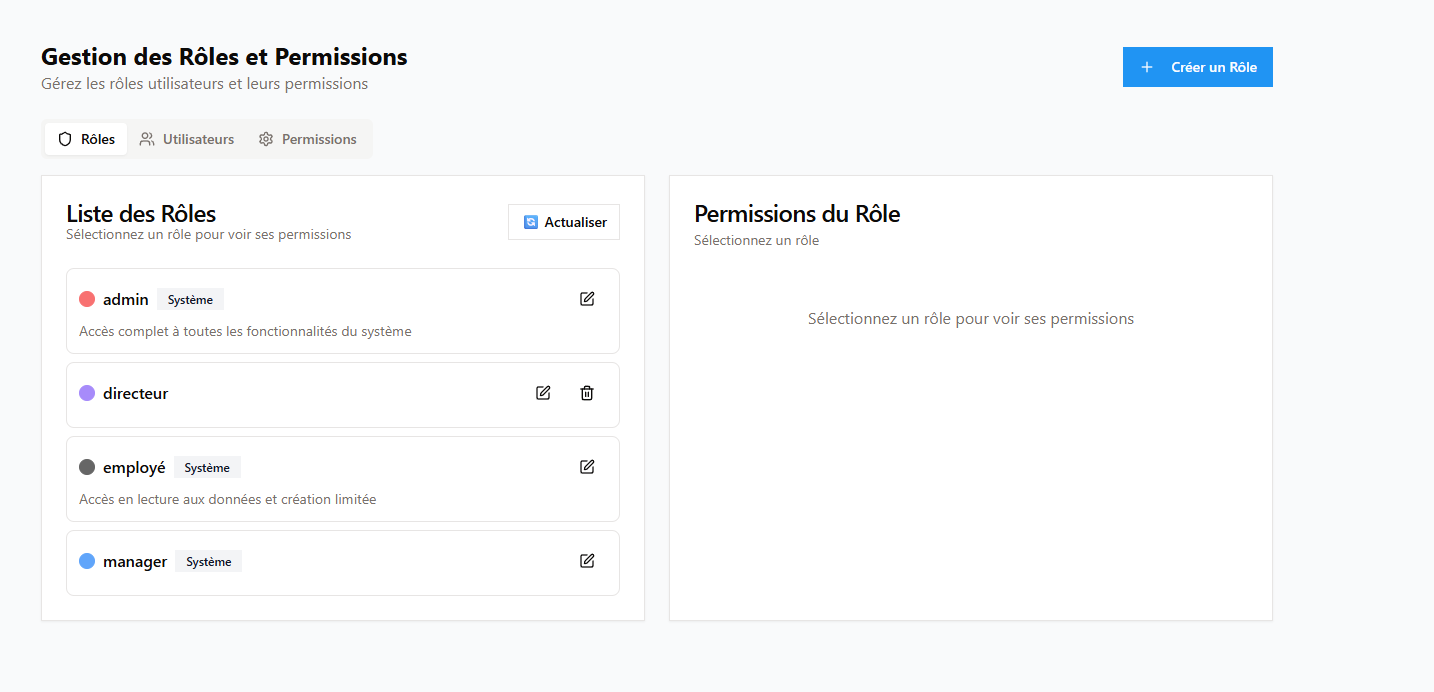 Gestion des Rôles et Permissions
Gérez les rôles utilisateurs et leurs permissions
Créer un Rôle
Rôles
Utilisateurs
Permissions
Liste des Rôles
Sélectionnez un rôle pour voir ses permissions
Actualiser
admin
Système
Accès complet à toutes les fonctionnalités du système
directeur
employé
Système
Accès en lecture aux données et création limitée
manager
Système
Permissions du Rôle
Sélectionnez un rôle
Sélectionnez un rôle pour voir ses permissions